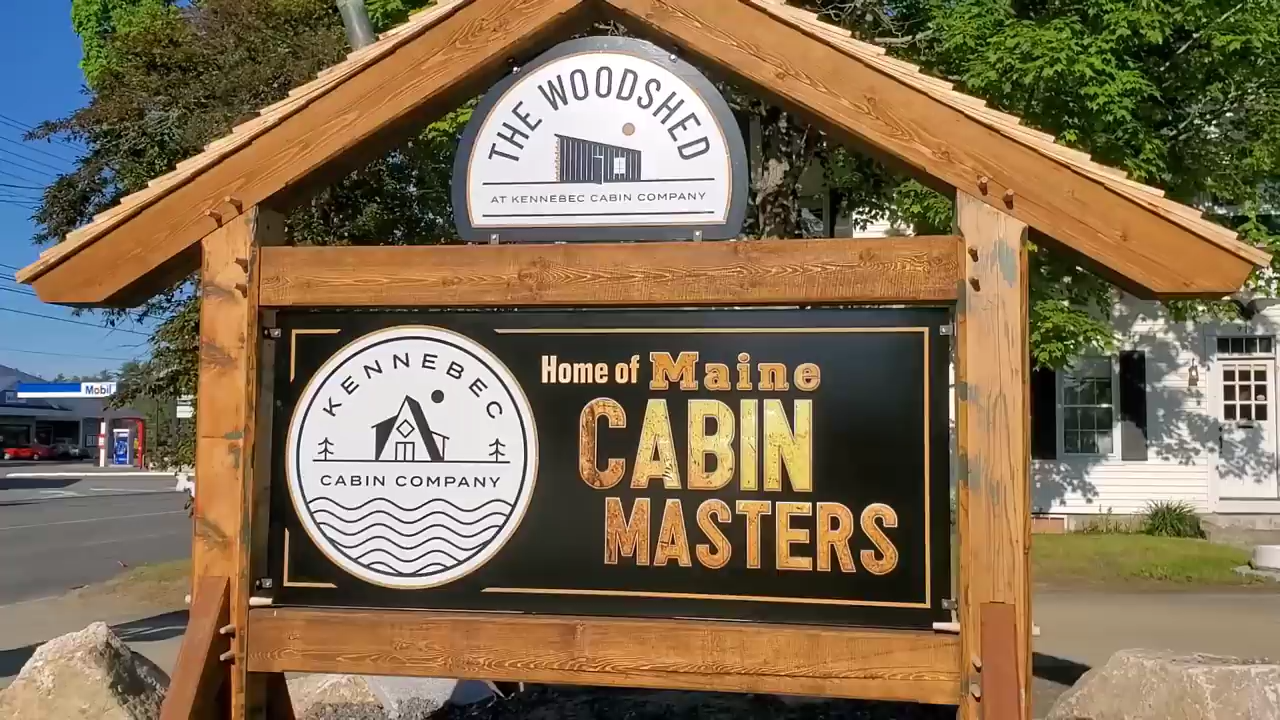 THE WOODSHED
AT KENNEBEC CABIN COMPANY
KENNEBEC
CABIN COMPANY
Home of Maine
CABIN
MASTERS
Mobil